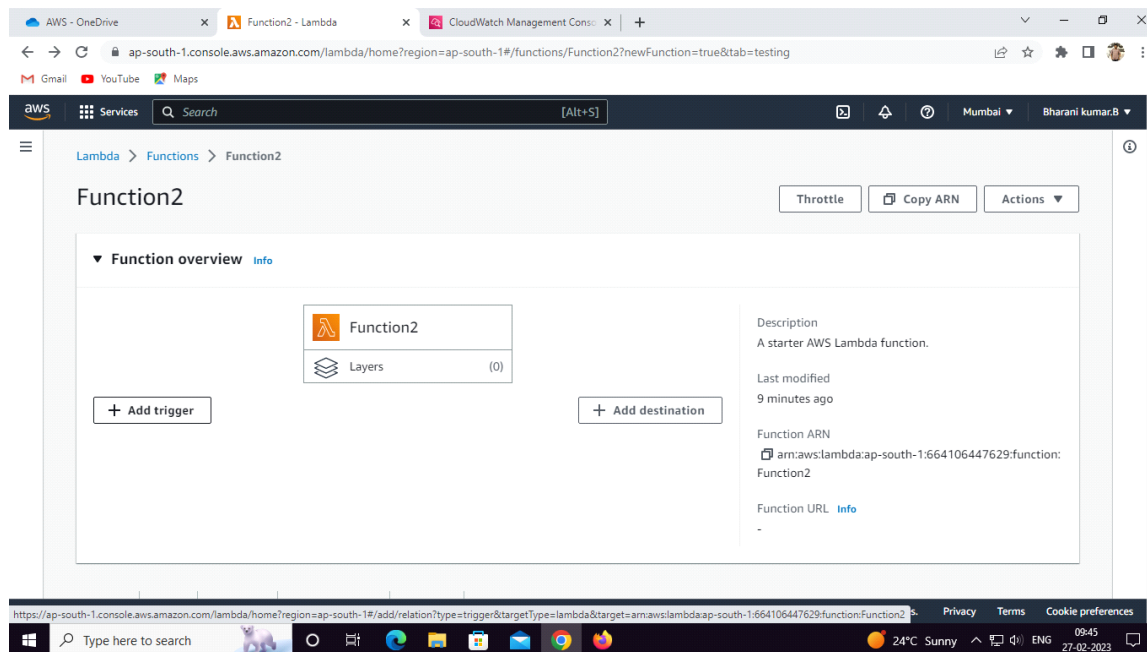 AWS - OneDrive
Function2 - Lambda
CloudWatch Management Consc
ap-south-1.console.aws.amazon.com/lambda/home?region=ap-south-1#/functions/Function2?newFunction=true&tab=testing
Gmail YouTube Maps
aws Services Search [Alt+S] Mumbai Bharani kumar.B
Lambda > Functions > Function2
Function2
Throttle Copy ARN Actions
Function overview Info
Function2
Layers (0)
+ Add trigger
+ Add destination
Description
A starter AWS Lambda function.
Last modified
9 minutes ago
Function ARN
arn:aws:lambda:ap-south-1:664106447629:function:
Function2
Function URL Info
-
https://ap-south-1.console.aws.amazon.com/lambda/home?region=ap-south-1#/add/relation?type=trigger&targetType=lambda&target=arn:aws:lambda:ap-south-1:664106447629:function:Function2 s. Privacy Terms Cookie preferences
Type here to search 24°C Sunny ENG 09:45
27-02-2023